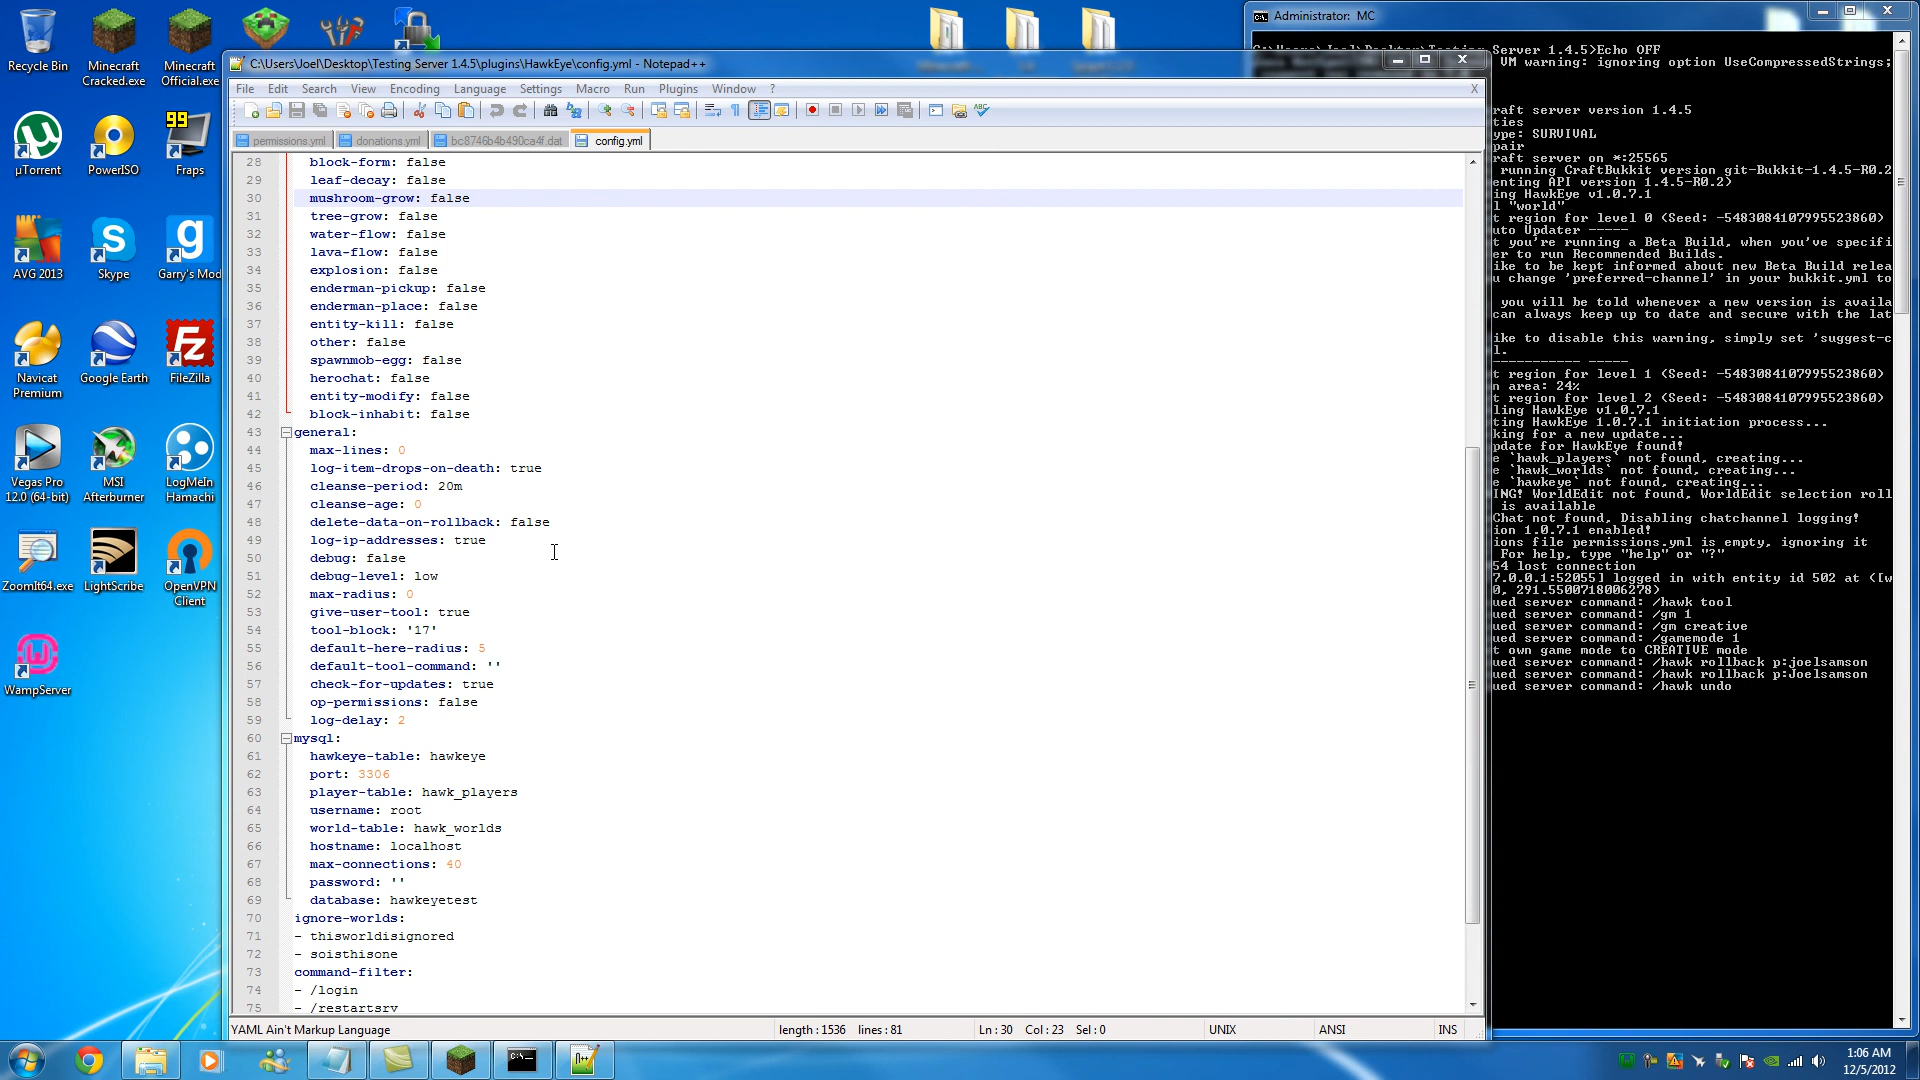 Recycle Bin
Minecraft Cracked.exe
Minecraft Official.exe
µTorrent
PowerISO
99
Fraps
AVG 2013
Skype
Garry's Mod
Navicat Premium
Google Earth
FileZilla
Vegas Pro 12.0 (64-bit)
MSI Afterburner
LogMeIn Hamachi
ZoomIt64.exe
LightScribe
OpenVPN Client
WampServer
C:\Users\Joel\Desktop\Testing Server 1.4.5\plugins\HawkEye\config.yml - Notepad++
File Edit Search View Encoding Language Settings Macro Run Plugins Window ? X
permissions.yml donations.yml bc8746b4b490ca4f.dat config.yml
28 block-form: false
29 leaf-decay: false
30 mushroom-grow: false
31 tree-grow: false
32 water-flow: false
33 lava-flow: false
34 explosion: false
35 enderman-pickup: false
36 enderman-place: false
37 entity-kill: false
38 other: false
39 spawnmob-egg: false
40 herochat: false
41 entity-modify: false
42 block-inhabit: false
43 general:
44 max-lines: 0
45 log-item-drops-on-death: true
46 cleanse-period: 20m
47 cleanse-age: 0
48 delete-data-on-rollback: false
49 log-ip-addresses: true
50 debug: false
51 debug-level: low
52 max-radius: 0
53 give-user-tool: true
54 tool-block: '17'
55 default-here-radius: 5
56 default-tool-command: ''
57 check-for-updates: true
58 op-permissions: false
59 log-delay: 2
60 mysql:
61 hawkeye-table: hawkeye
62 port: 3306
63 player-table: hawk_players
64 username: root
65 world-table: hawk_worlds
66 hostname: localhost
67 max-connections: 40
68 password: ''
69 database: hawkeyetest
70 ignore-worlds:
71 - thisworldisignored
72 - soisthisone
73 command-filter:
74 - /login
75 - /restartsrv
YAML Ain't Markup Language length : 1536 lines : 81 Ln : 30 Col : 23 Sel : 0 UNIX ANSI INS
Administrator: MC
C:\Users\Joel\Desktop\Testing Server 1.4.5>Echo OFF
VM warning: ignoring option UseCompressedStrings;
raft server version 1.4.5
ties
ype: SURVIVAL
pair
raft server on *:25565
running CraftBukkit version git-Bukkit-1.4.5-R0.2
enting API version 1.4.5-R0.2)
ing HawkEye v1.0.7.1
l "world"
t region for level 0 (Seed: -5483084107995523860)
uto Updater -----
t you're running a Beta Build, when you've specifi
er to run Recommended Builds.
ike to be kept informed about new Beta Build relea
u change 'preferred-channel' in your bukkit.yml to
you will be told whenever a new version is availa
can always keep up to date and secure with the lat
ike to disable this warning, simply set 'suggest-c
l.
----------- -----
t region for level 1 (Seed: -5483084107995523860)
n area: 24%
t region for level 2 (Seed: -5483084107995523860)
ling HawkEye v1.0.7.1
ting HawkEye 1.0.7.1 initiation process...
king for a new update...
pdate for HawkEye found!
e `hawk_players` not found, creating...
e `hawk_worlds` not found, creating...
e `hawkeye` not found, creating...
ING! WorldEdit not found, WorldEdit selection roll
is available
Chat not found, Disabling chatchannel logging!
ion 1.0.7.1 enabled!
ions file permissions.yml is empty, ignoring it
For help, type "help" or "?"
54 lost connection
7.0.0.1:52055] logged in with entity id 502 at ([w
0, 291.5500718006278)
ued server command: /hawk tool
ued server command: /gm 1
ued server command: /gm creative
ued server command: /gamemode 1
t own game mode to CREATIVE mode
ued server command: /hawk rollback p:joelsamson
ued server command: /hawk rollback p:Joelsamson
ued server command: /hawk undo
1:06 AM
12/5/2012